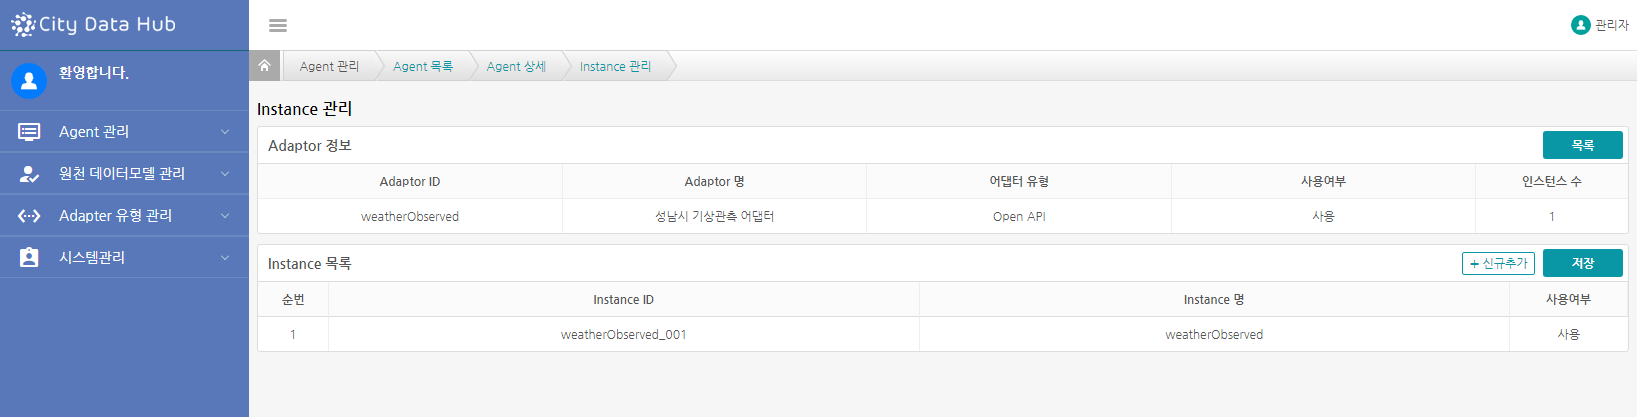 City Data Hub
관리자
환영합니다.
Agent 관리
원천 데이터모델 관리
Adapter 유형 관리
시스템관리
Agent 관리 Agent 목록 Agent 상세 Instance 관리
Instance 관리
Adaptor 정보 목록
Adaptor ID Adaptor 명 어댑터 유형 사용여부 인스턴스 수
weatherObserved 성남시 기상관측 어댑터 Open API 사용 1
Instance 목록 + 신규추가 저장
순번 Instance ID Instance 명 사용여부
1 weatherObserved_001 weatherObserved 사용